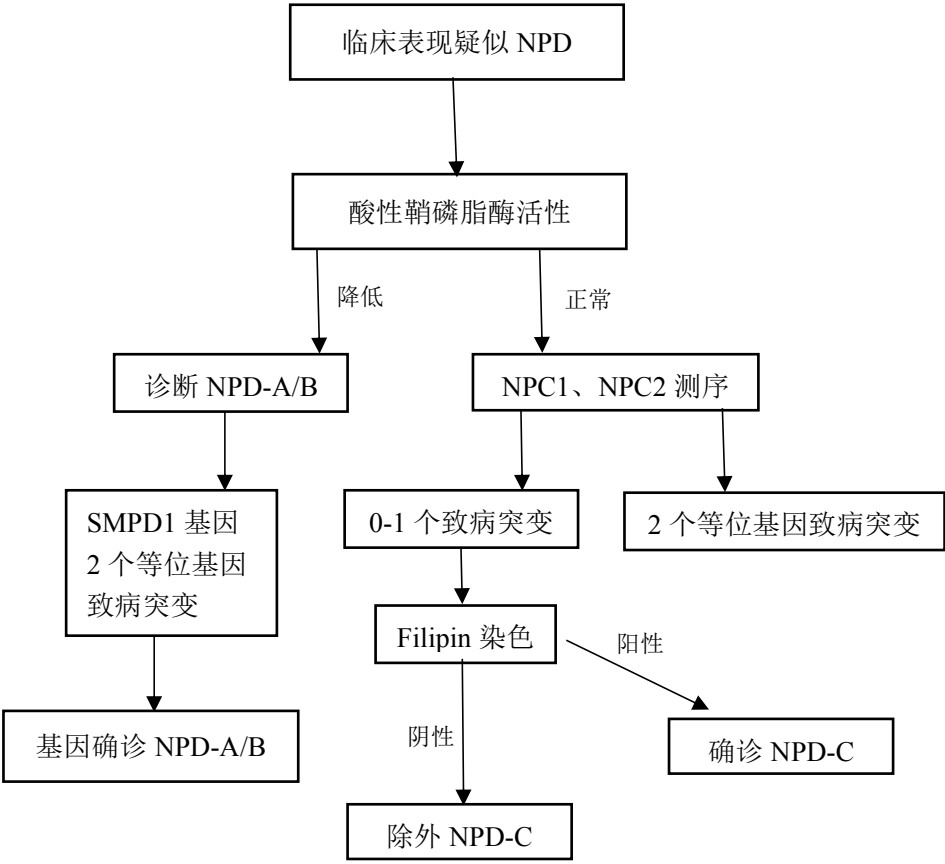 临床表现疑似 NPD
酸性鞘磷脂酶活性
降低
正常
诊断 NPD-A/B
NPC1、NPC2 测序
SMPD1 基因
2 个等位基因
致病突变
0-1 个致病突变
2 个等位基因致病突变
Filipin 染色
阳性
基因确诊 NPD-A/B
阴性
确诊 NPD-C
除外 NPD-C